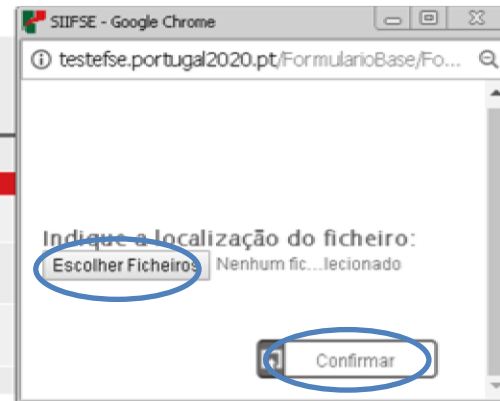 SIIFSE - Google Chrome
testefse.portugal2020.pt/FormularioBase/Fo...
Indique a localização do ficheiro:
Escolher Ficheiros Nenhum fic...lecionado
Confirmar